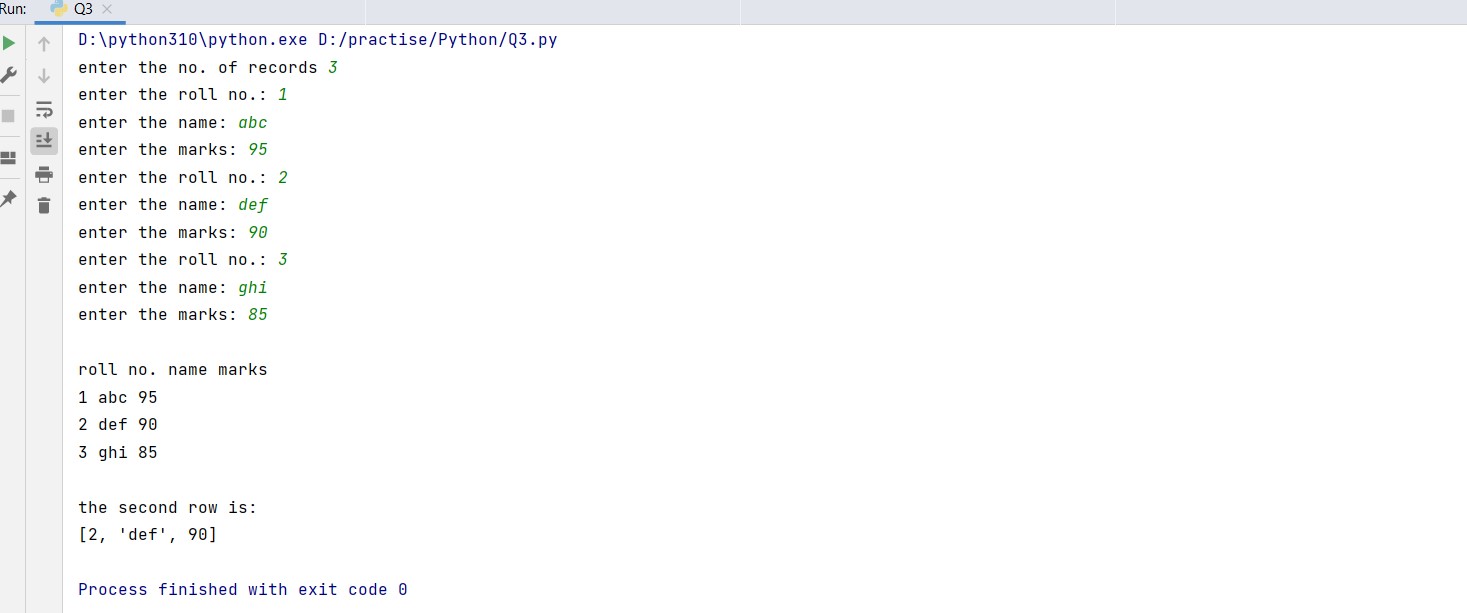 Run: Q3
D:\python310\python.exe D:/practise/Python/Q3.py
enter the no. of records 3
enter the roll no.: 1
enter the name: abc
enter the marks: 95
enter the roll no.: 2
enter the name: def
enter the marks: 90
enter the roll no.: 3
enter the name: ghi
enter the marks: 85
roll no. name marks
1 abc 95
2 def 90
3 ghi 85
the second row is:
[2, 'def', 90]
Process finished with exit code 0